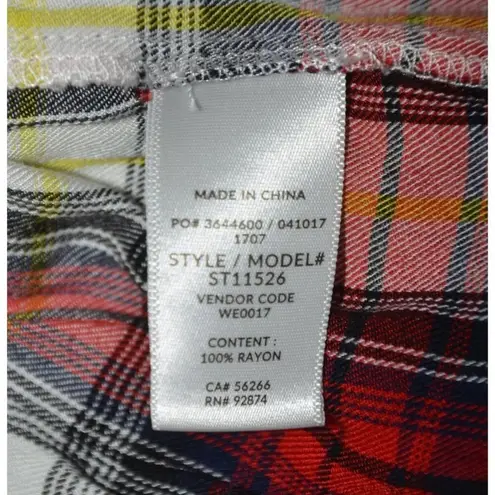 MADE IN CHINA
PO# 3644600 / 041017
1707
STYLE / MODEL#
ST11526
VENDOR CODE
WE0017
CONTENT :
100% RAYON
CA# 56266
RN# 92874